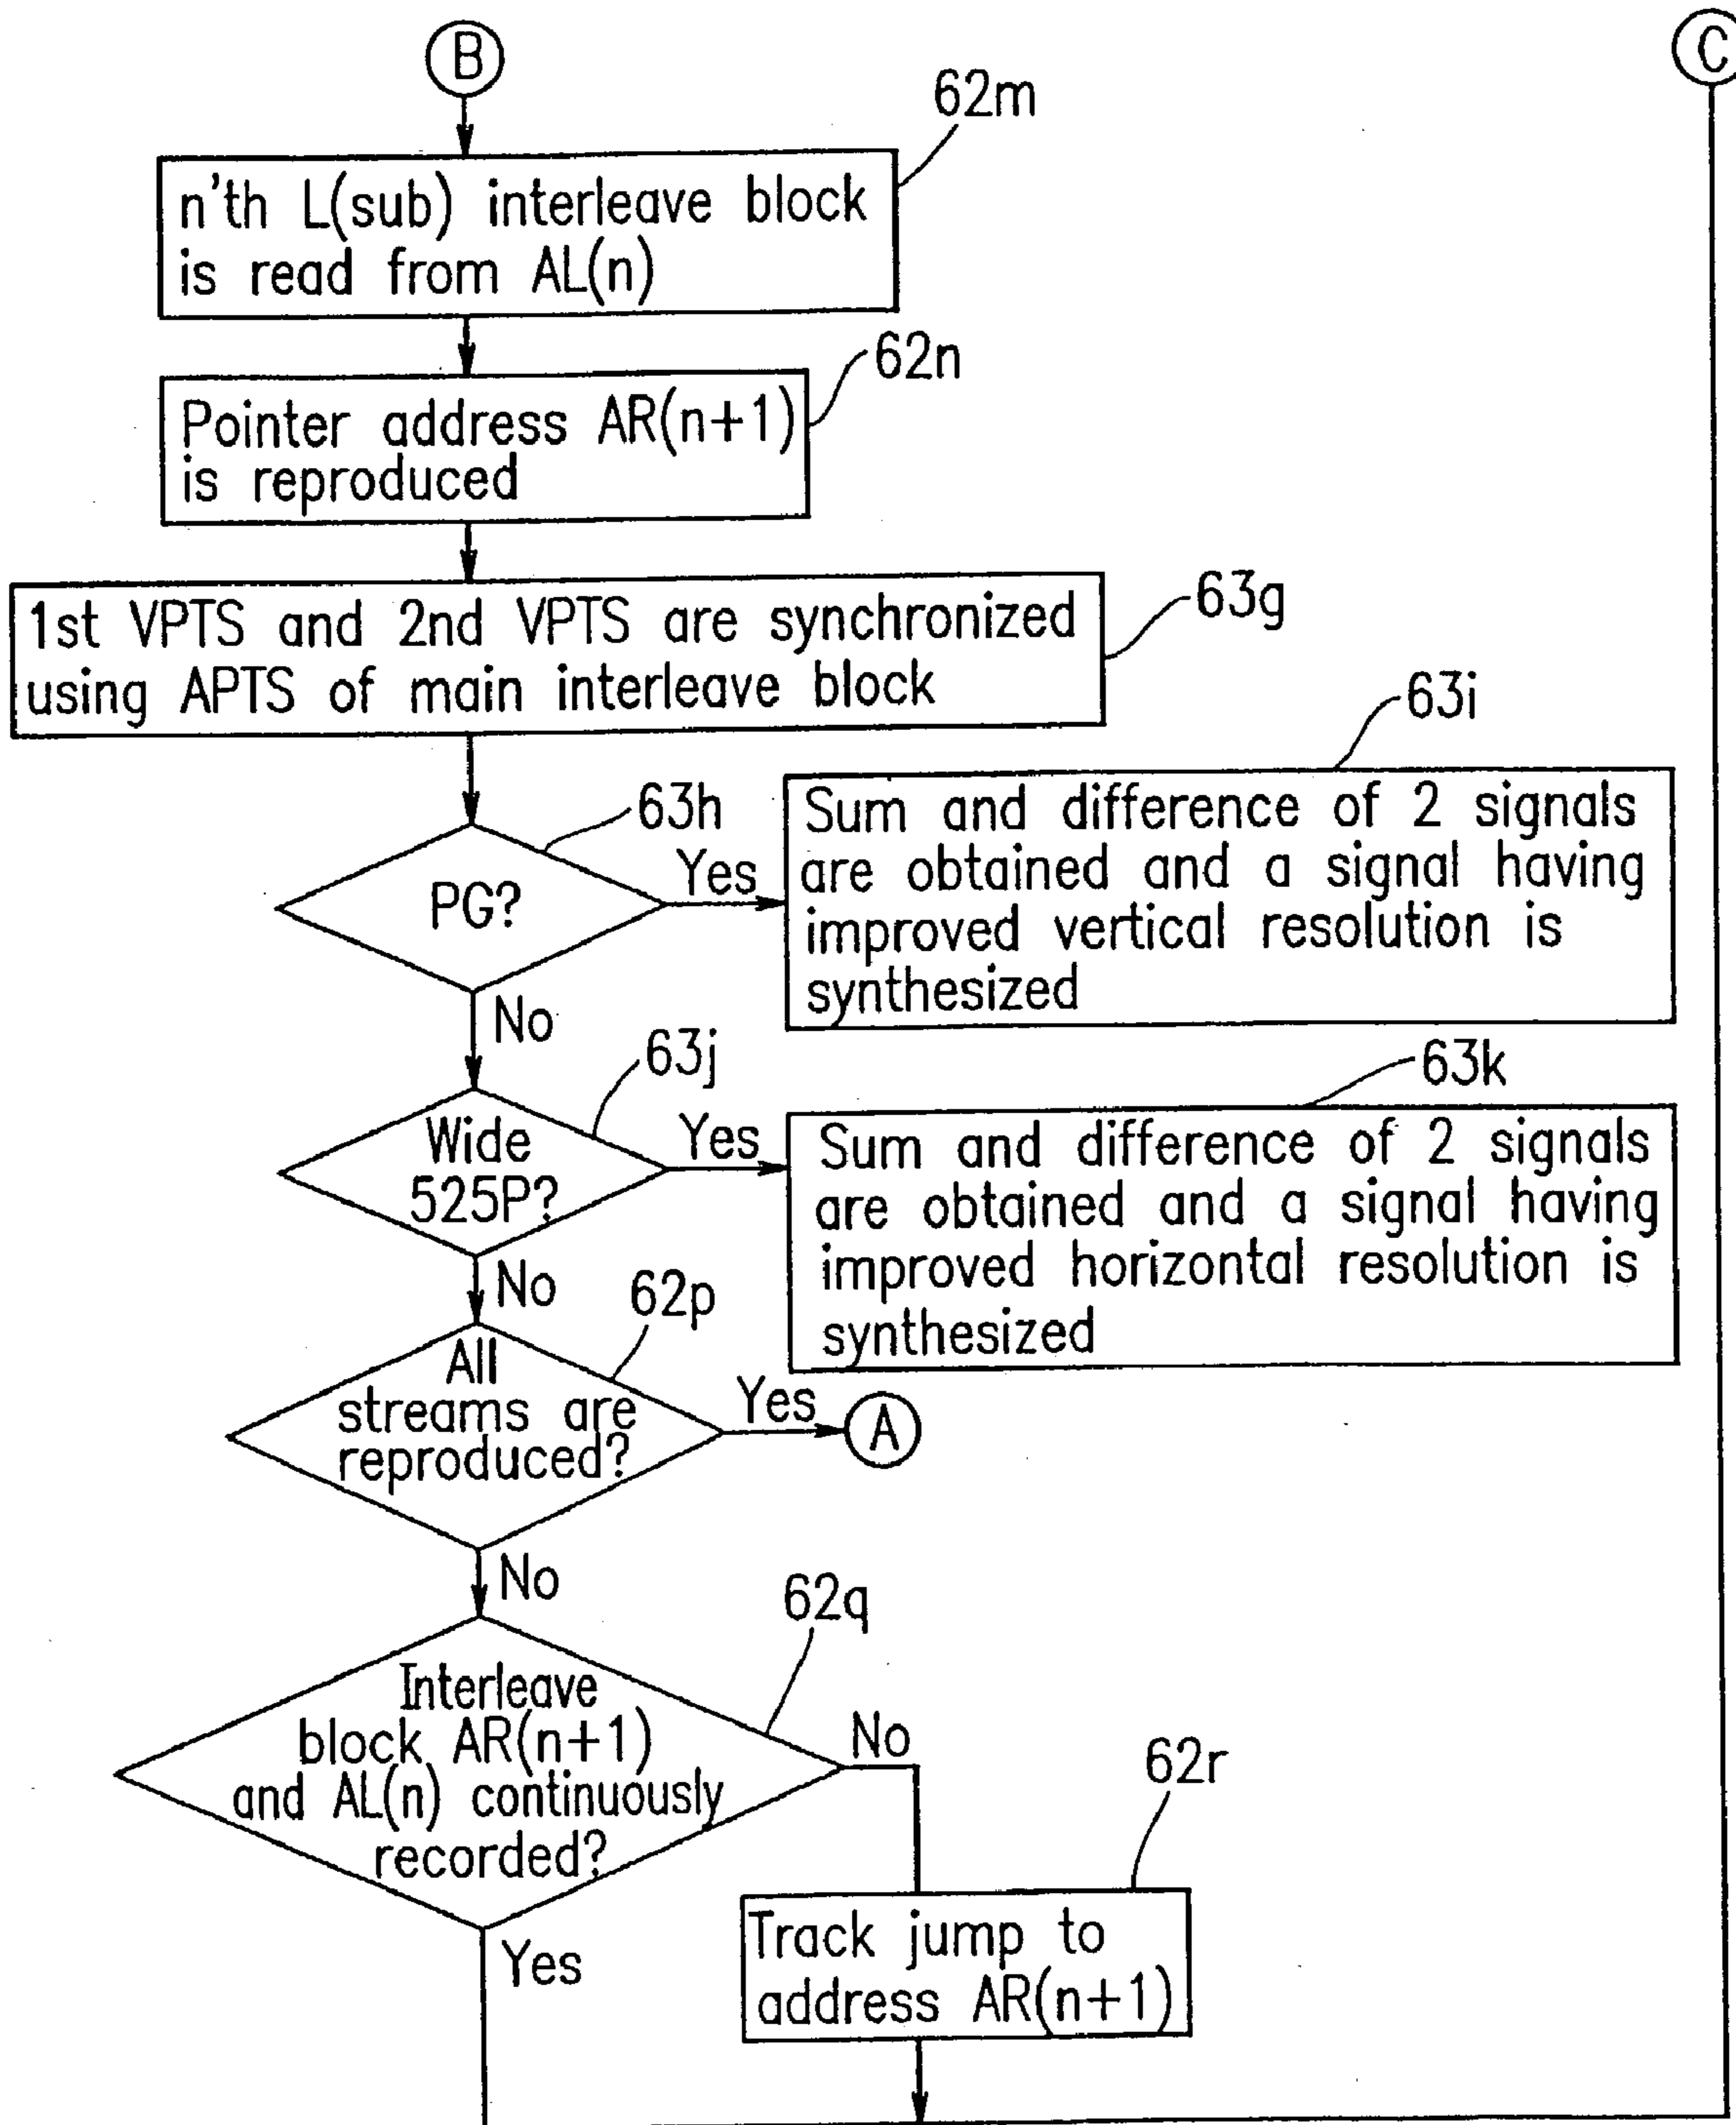 B
C
62m
n'th L(sub) interleave block
is read from AL(n)
62n
Pointer address AR(n+1)
is reproduced
63g
1st VPTS and 2nd VPTS are synchronized
using APTS of main interleave block
63h
PG?
Yes
63i
Sum and difference of 2 signals
are obtained and a signal having
improved vertical resolution is
synthesized
No
63j
Wide
525P?
Yes
63k
Sum and difference of 2 signals
are obtained and a signal having
improved horizontal resolution is
synthesized
No
62p
All
streams are
reproduced?
Yes
A
No
62q
Interleave
block AR(n+1)
and AL(n) continuously
recorded?
No
62r
Track jump to
address AR(n+1)
Yes